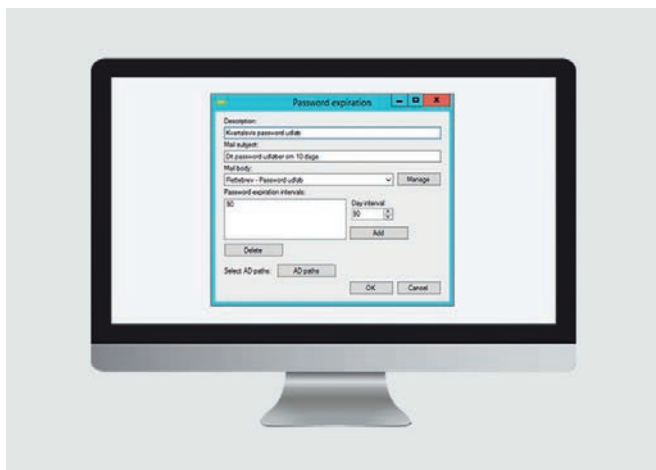 Password expiration
Description:
Kvartalsvis password udløb
Mail subject:
Dit password udløber om 10 dage
Mail body:
Flettebrev - Password udløb
Manage
Password expiration intervals:
90
Day interval:
90
Add
Delete
Select AD paths:
AD paths
OK
Cancel